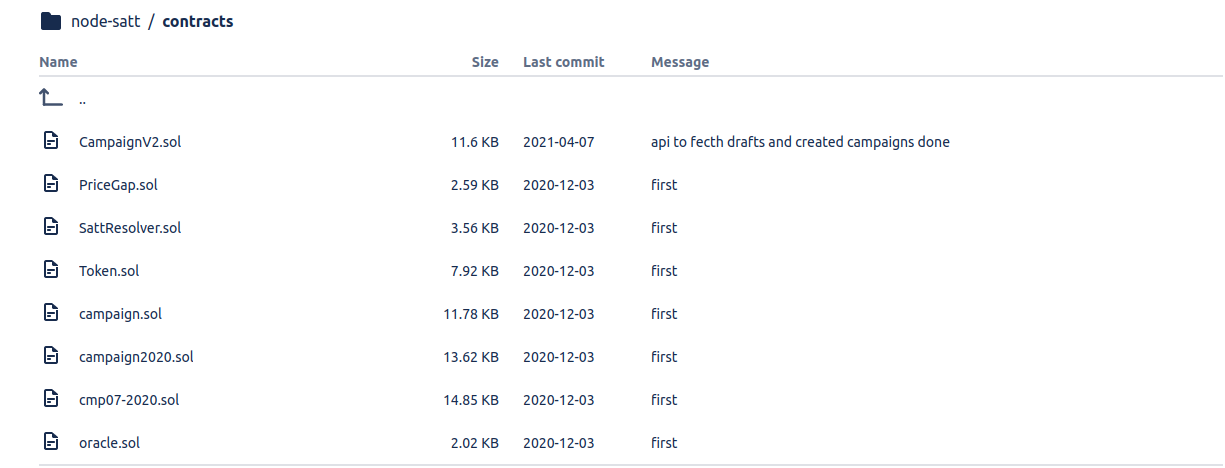 node-satt / contracts
Name Size Last commit Message
..
CampaignV2.sol 11.6 KB 2021-04-07 api to fecth drafts and created campaigns done
PriceGap.sol 2.59 KB 2020-12-03 first
SattResolver.sol 3.56 KB 2020-12-03 first
Token.sol 7.92 KB 2020-12-03 first
campaign.sol 11.78 KB 2020-12-03 first
campaign2020.sol 13.62 KB 2020-12-03 first
cmp07-2020.sol 14.85 KB 2020-12-03 first
oracle.sol 2.02 KB 2020-12-03 first